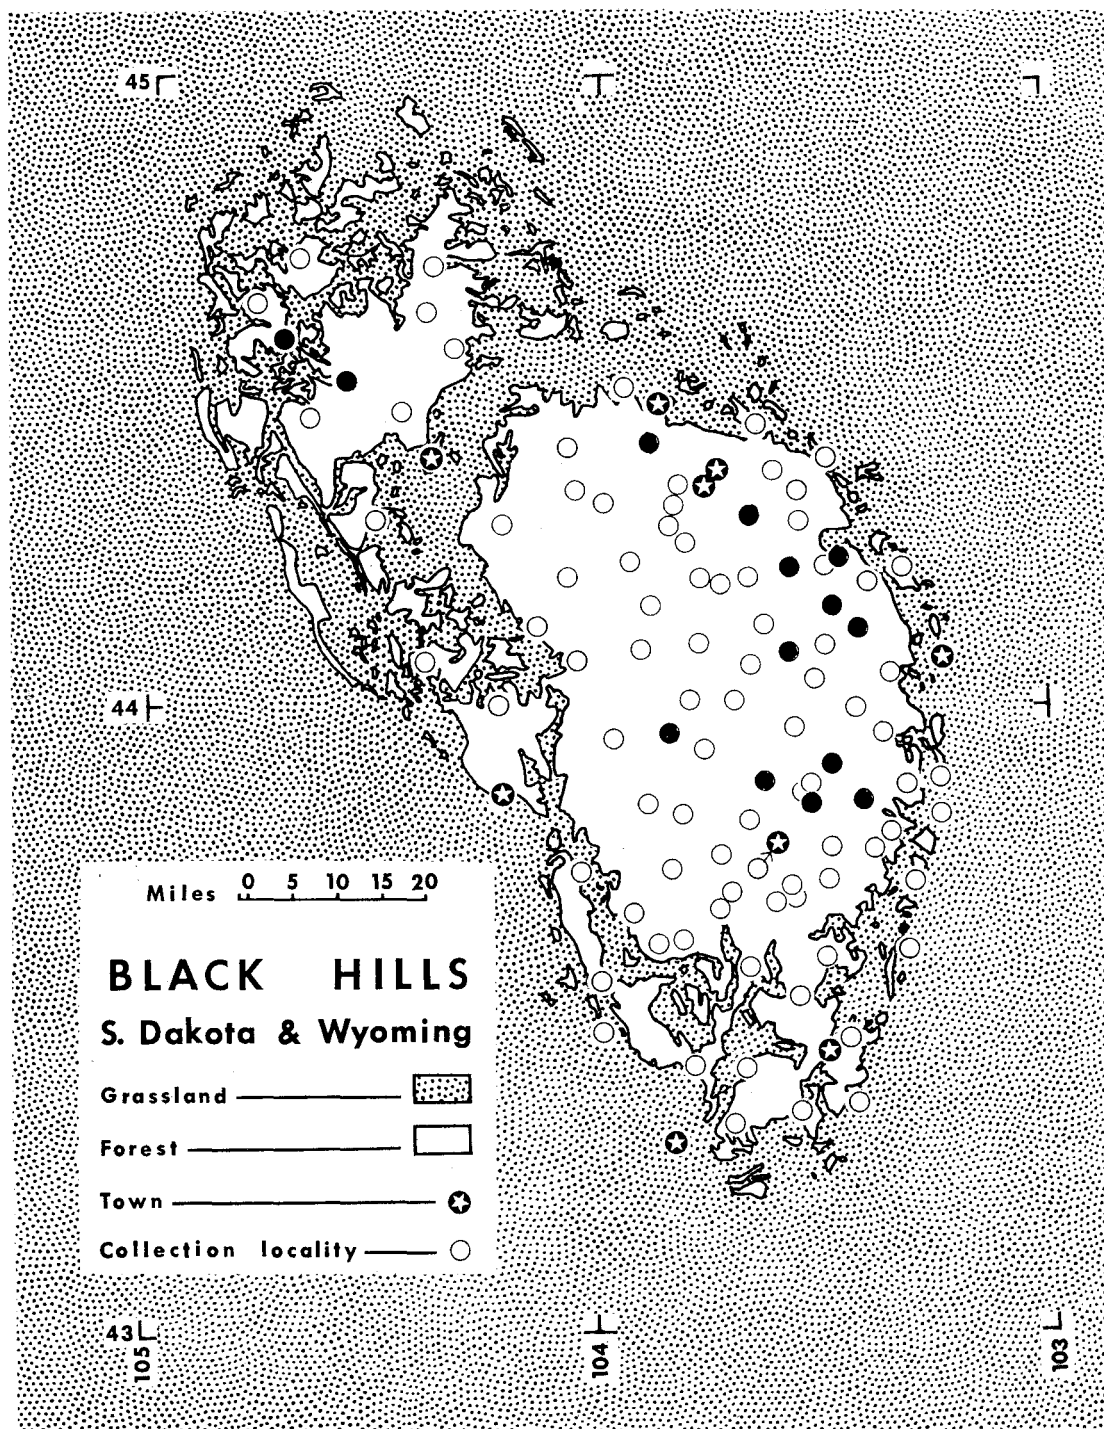 45
44
Miles 0 5 10 15 20
BLACK HILLS
S. Dakota & Wyoming
Grassland
Forest
Town
Collection locality
43
105
104
103